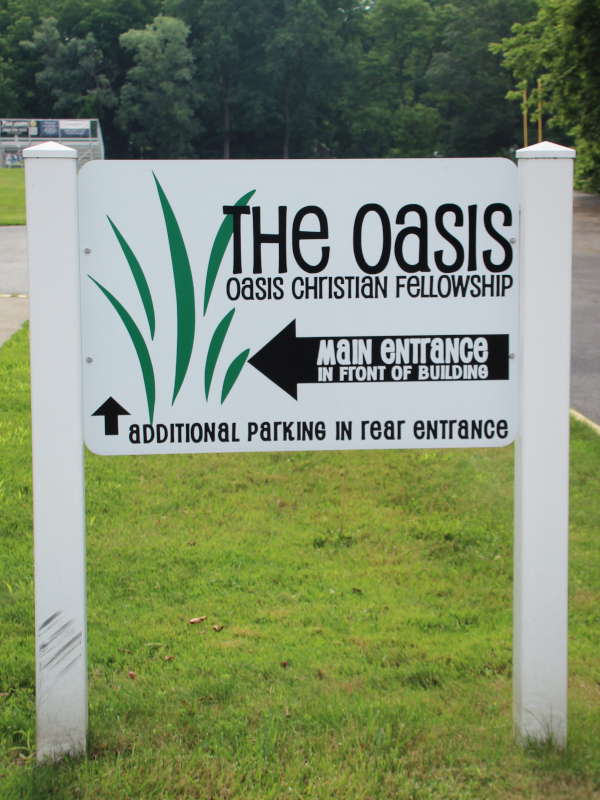 THE OASIS
OASIS CHRISTIAN FELLOWSHIP
MAIN ENTRANCE
IN FRONT OF BUILDING
ADDITIONAL PARKING IN REAR ENTRANCE